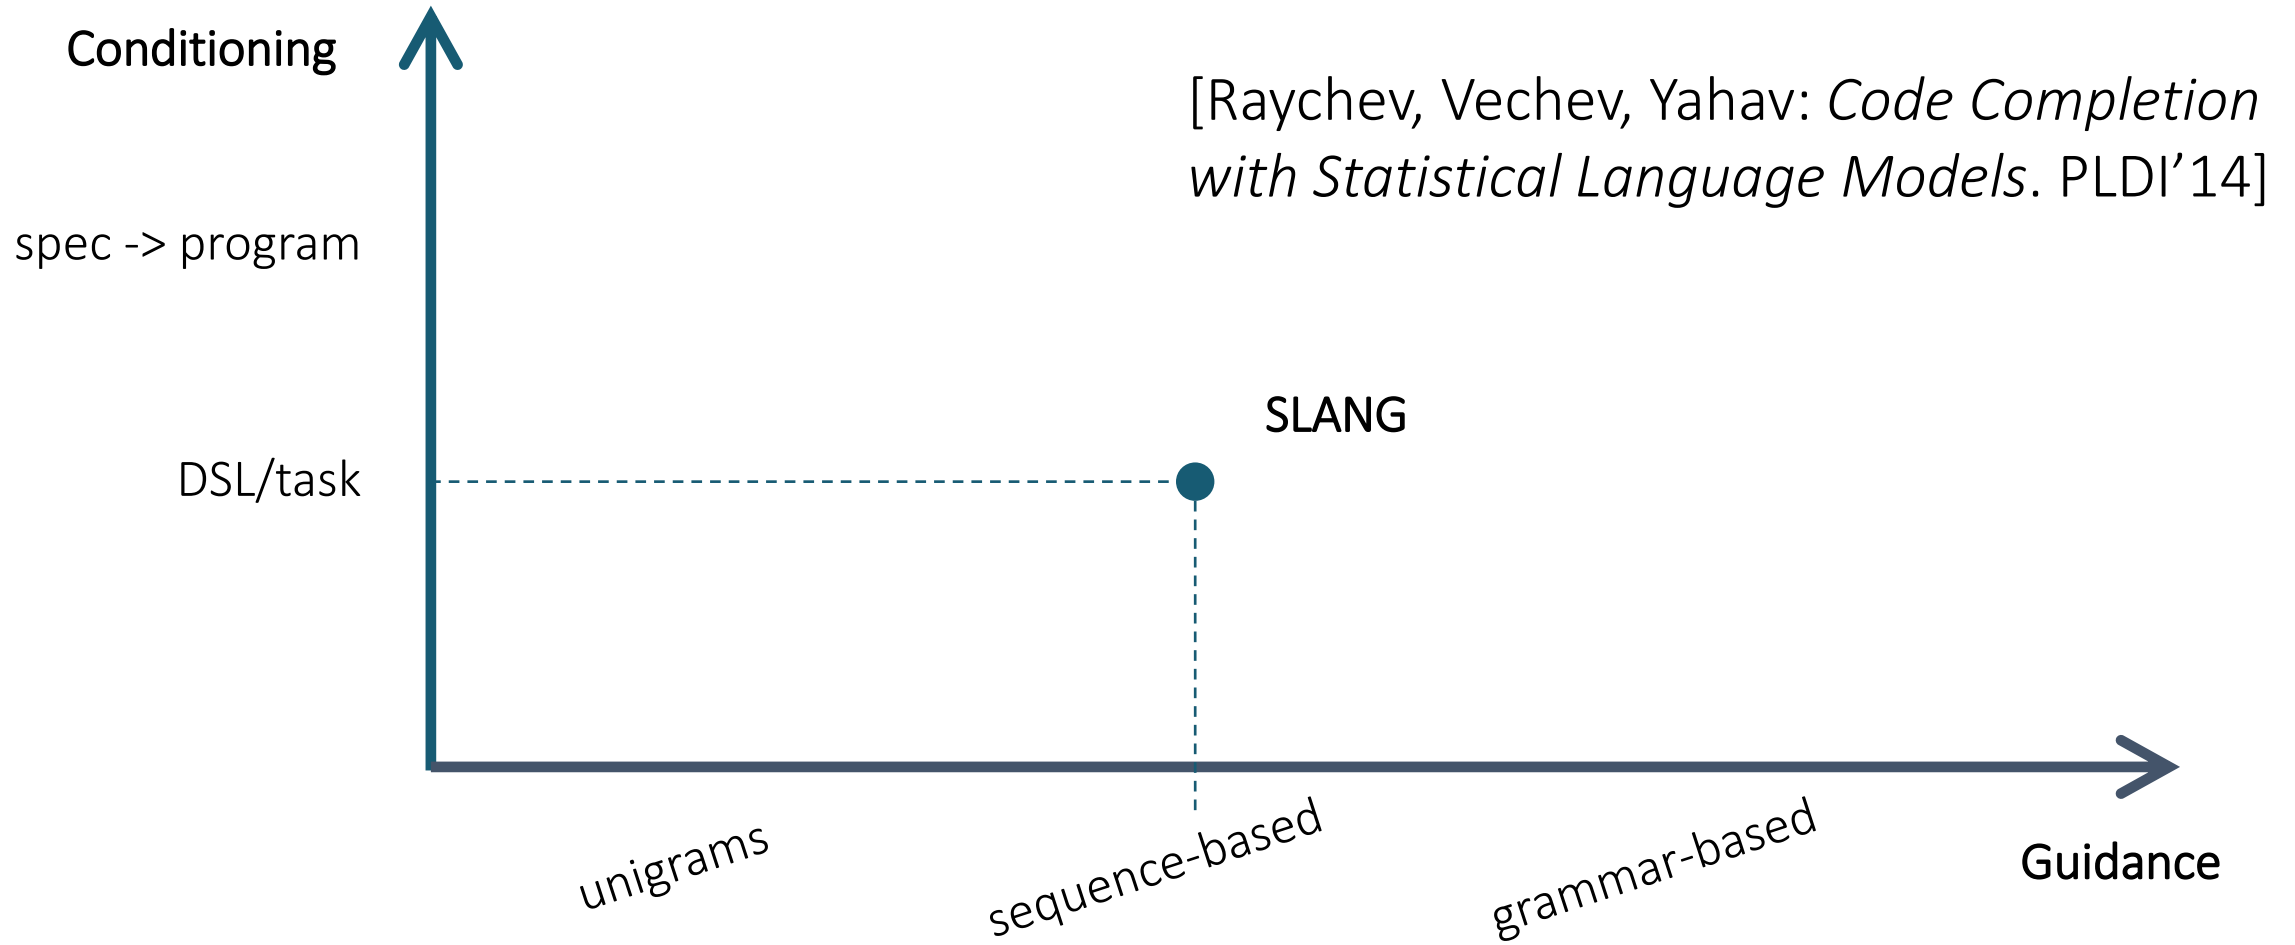 Conditioning
[Raychev, Vechev, Yahav: Code Completion
with Statistical Language Models. PLDI’14]
spec -> program
SLANG
DSL/task
unigrams
sequence-based
grammar-based
Guidance